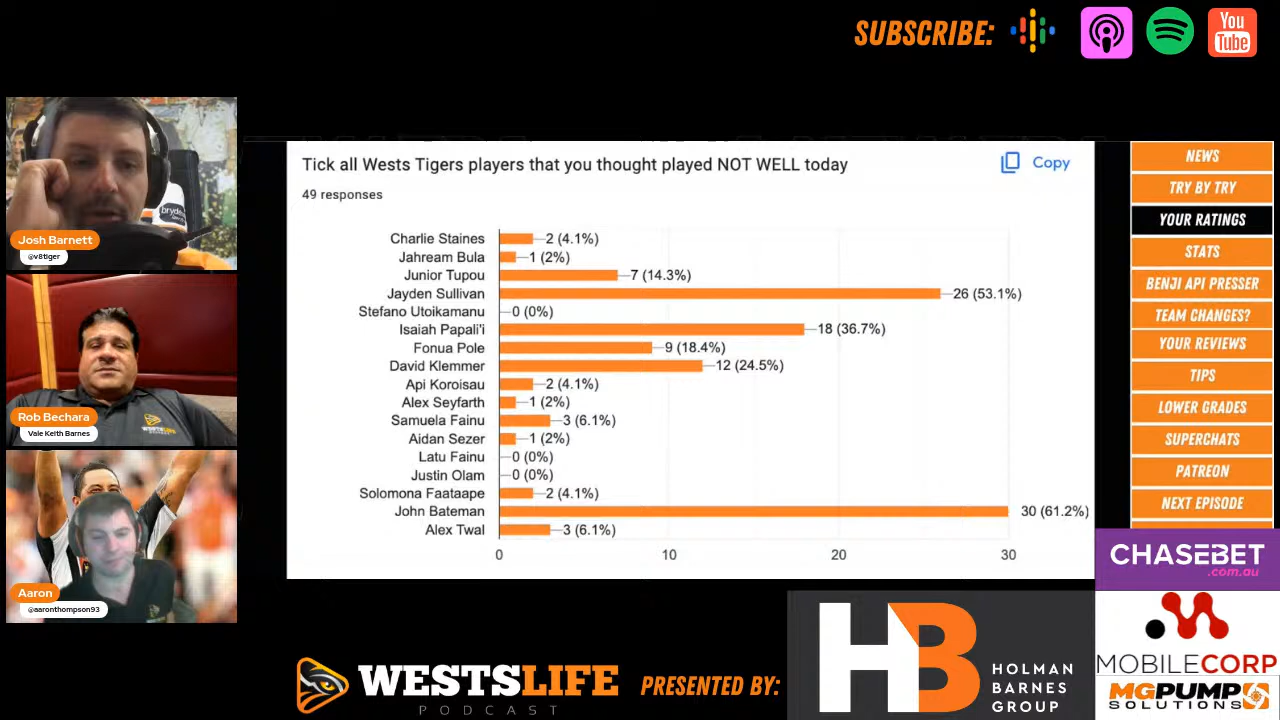 SUBSCRIBE:
You
Tube
Josh Barnett
@v8tiger
Rob Bechara
Vale Keith Barnes
Aaron
@aaronthompson93
Tick all Wests Tigers players that you thought played NOT WELL today
Copy
49 responses
Charlie Staines 2 (4.1%)
Jahream Bula 1 (2%)
Junior Tupou 7 (14.3%)
Jayden Sullivan 26 (53.1%)
Stefano Utoikamanu 0 (0%)
Isaiah Papali'i 18 (36.7%)
Fonua Pole 9 (18.4%)
David Klemmer 12 (24.5%)
Api Koroisau 2 (4.1%)
Alex Seyfarth 1 (2%)
Samuela Fainu 3 (6.1%)
Aidan Sezer 1 (2%)
Latu Fainu 0 (0%)
Justin Olam 0 (0%)
Solomona Faataape 2 (4.1%)
John Bateman 30 (61.2%)
Alex Twal 3 (6.1%)
0 10 20 30
NEWS
TRY BY TRY
YOUR RATINGS
STATS
BENJI API PRESSER
TEAM CHANGES?
YOUR REVIEWS
TIPS
LOWER GRADES
SUPERCHATS
PATREON
NEXT EPISODE
CHASEBET
.com.au
MOBILECORP
MGPUMP
SOLUTIONS
WESTSLIFE
PODCAST
PRESENTED BY:
HB
HOLMAN
BARNES
GROUP